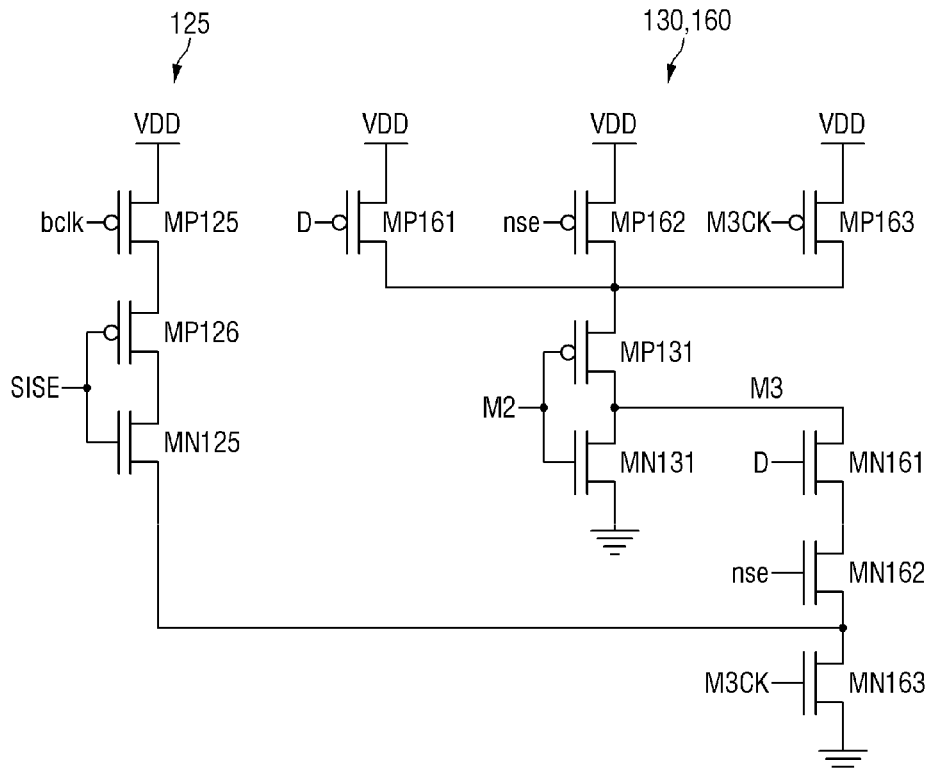 125
130,160
VDD
VDD
VDD
VDD
bclk
MP125
D
MP161
nse
MP162
M3CK
MP163
MP126
MP131
SISE
M2
M3
MN125
MN131
D
MN161
nse
MN162
M3CK
MN163